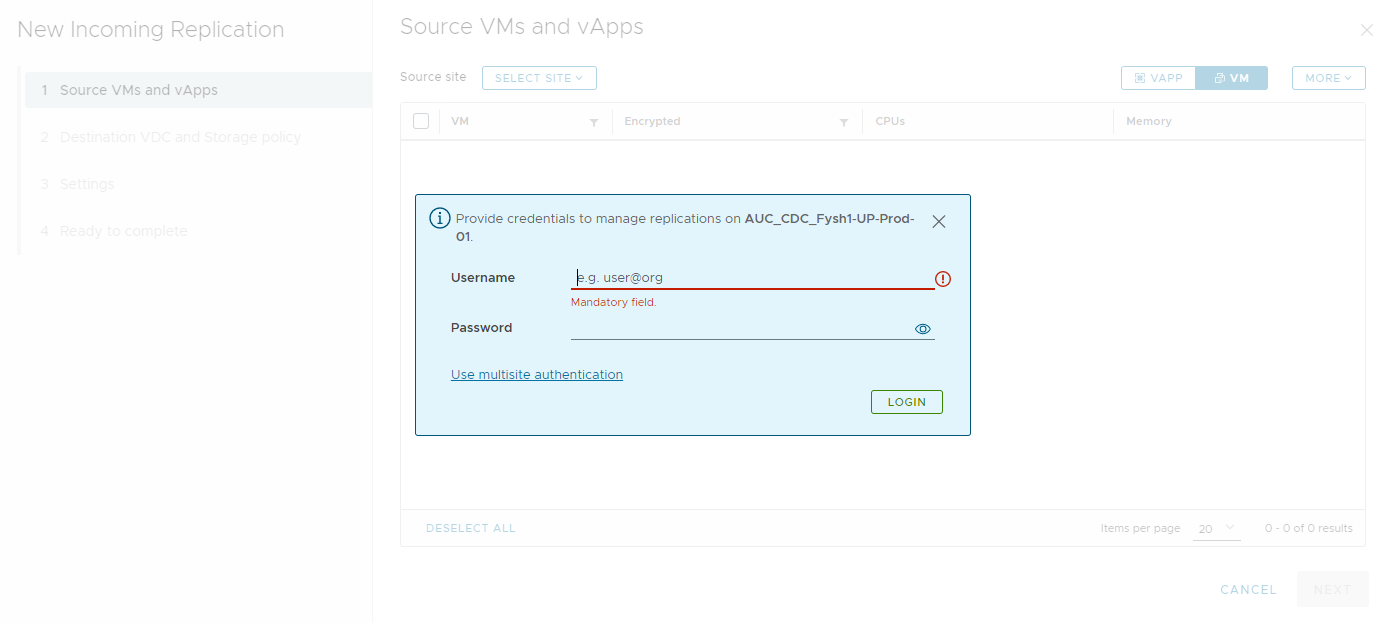 New Incoming Replication
1 Source VMs and vApps
2 Destination VDC and Storage policy
3 Settings
4 Ready to complete
Source VMs and vApps
Source site SELECT SITE VAPP VM MORE
VM Encrypted CPUs Memory
Provide credentials to manage replications on AUC_CDC_Fysh1-UP-Prod-
01.
Username e.g. user@org
Mandatory field.
Password
Use multisite authentication
LOGIN
DESELECT ALL Items per page 20 0 - 0 of 0 results
CANCEL NEXT